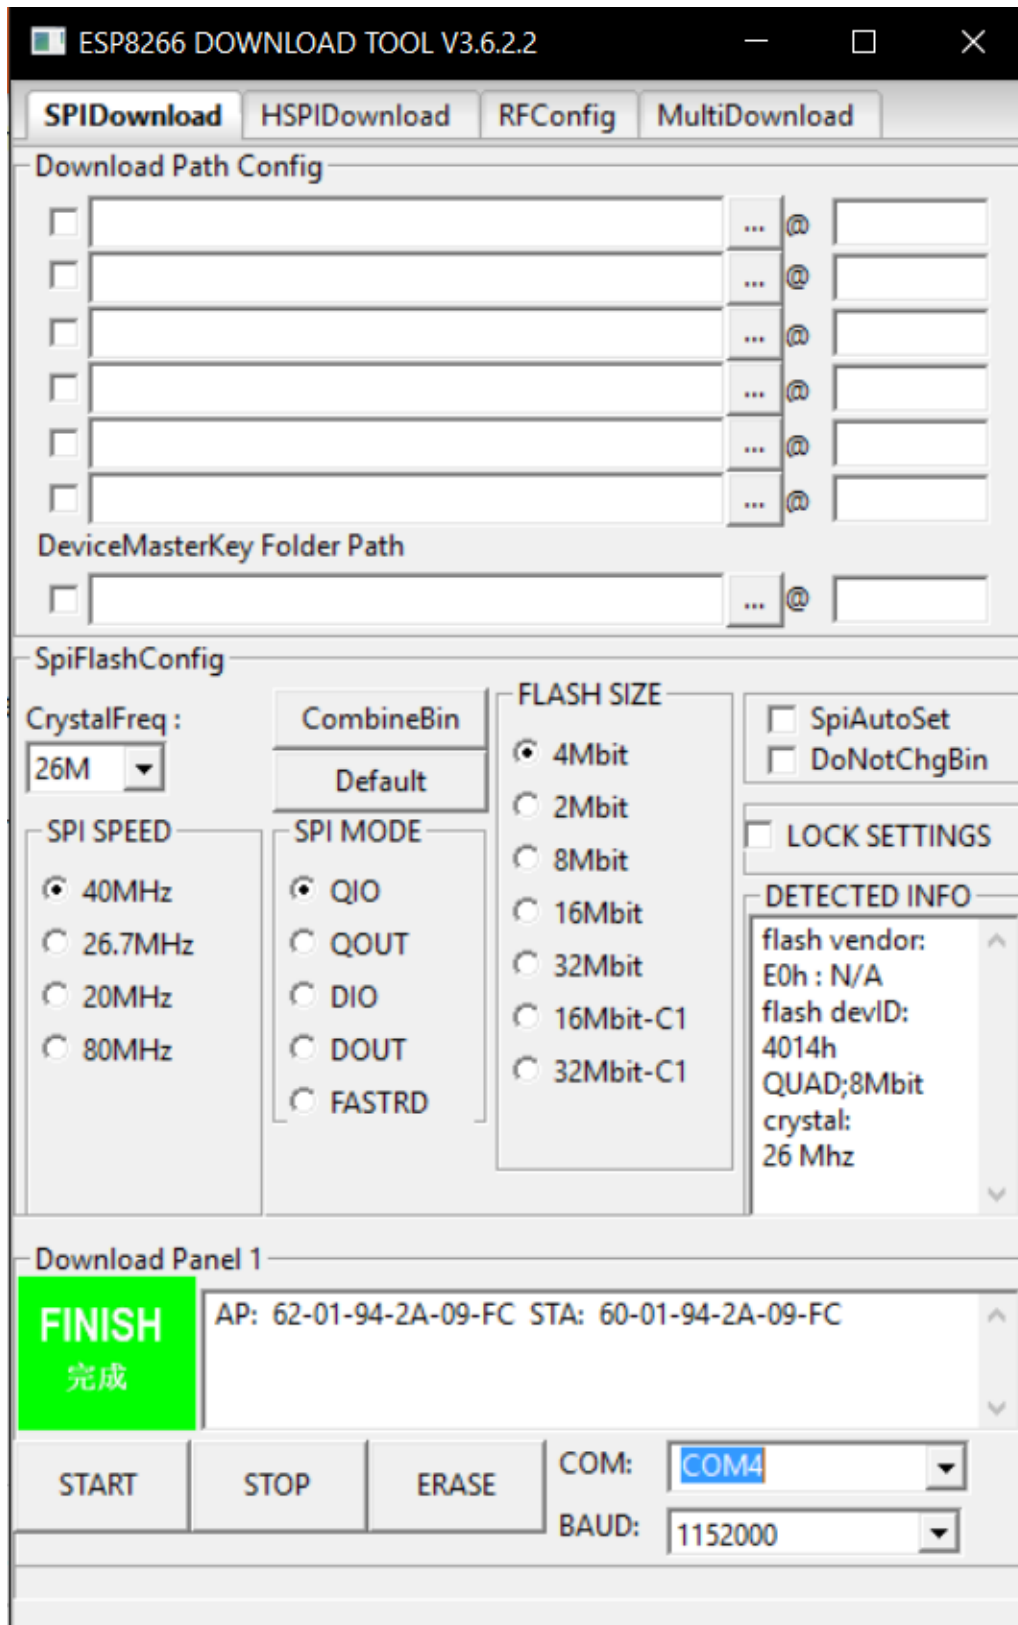 ESP8266 DOWNLOAD TOOL V3.6.2.2
SPIDownload HSPIDownload RFConfig MultiDownload
Download Path Config
... @
... @
... @
... @
... @
... @
DeviceMasterKey Folder Path
... @
SpiFlashConfig
CrystalFreq :
26M
CombineBin
Default
SPI SPEED
40MHz
26.7MHz
20MHz
80MHz
SPI MODE
QIO
QOUT
DIO
DOUT
FASTRD
FLASH SIZE
4Mbit
2Mbit
8Mbit
16Mbit
32Mbit
16Mbit-C1
32Mbit-C1
SpiAutoSet
DoNotChgBin
LOCK SETTINGS
DETECTED INFO
flash vendor:
E0h : N/A
flash devID:
4014h
QUAD;8Mbit
crystal:
26 Mhz
Download Panel 1
FINISH
完成
AP: 62-01-94-2A-09-FC STA: 60-01-94-2A-09-FC
START STOP ERASE
COM: COM4
BAUD: 1152000